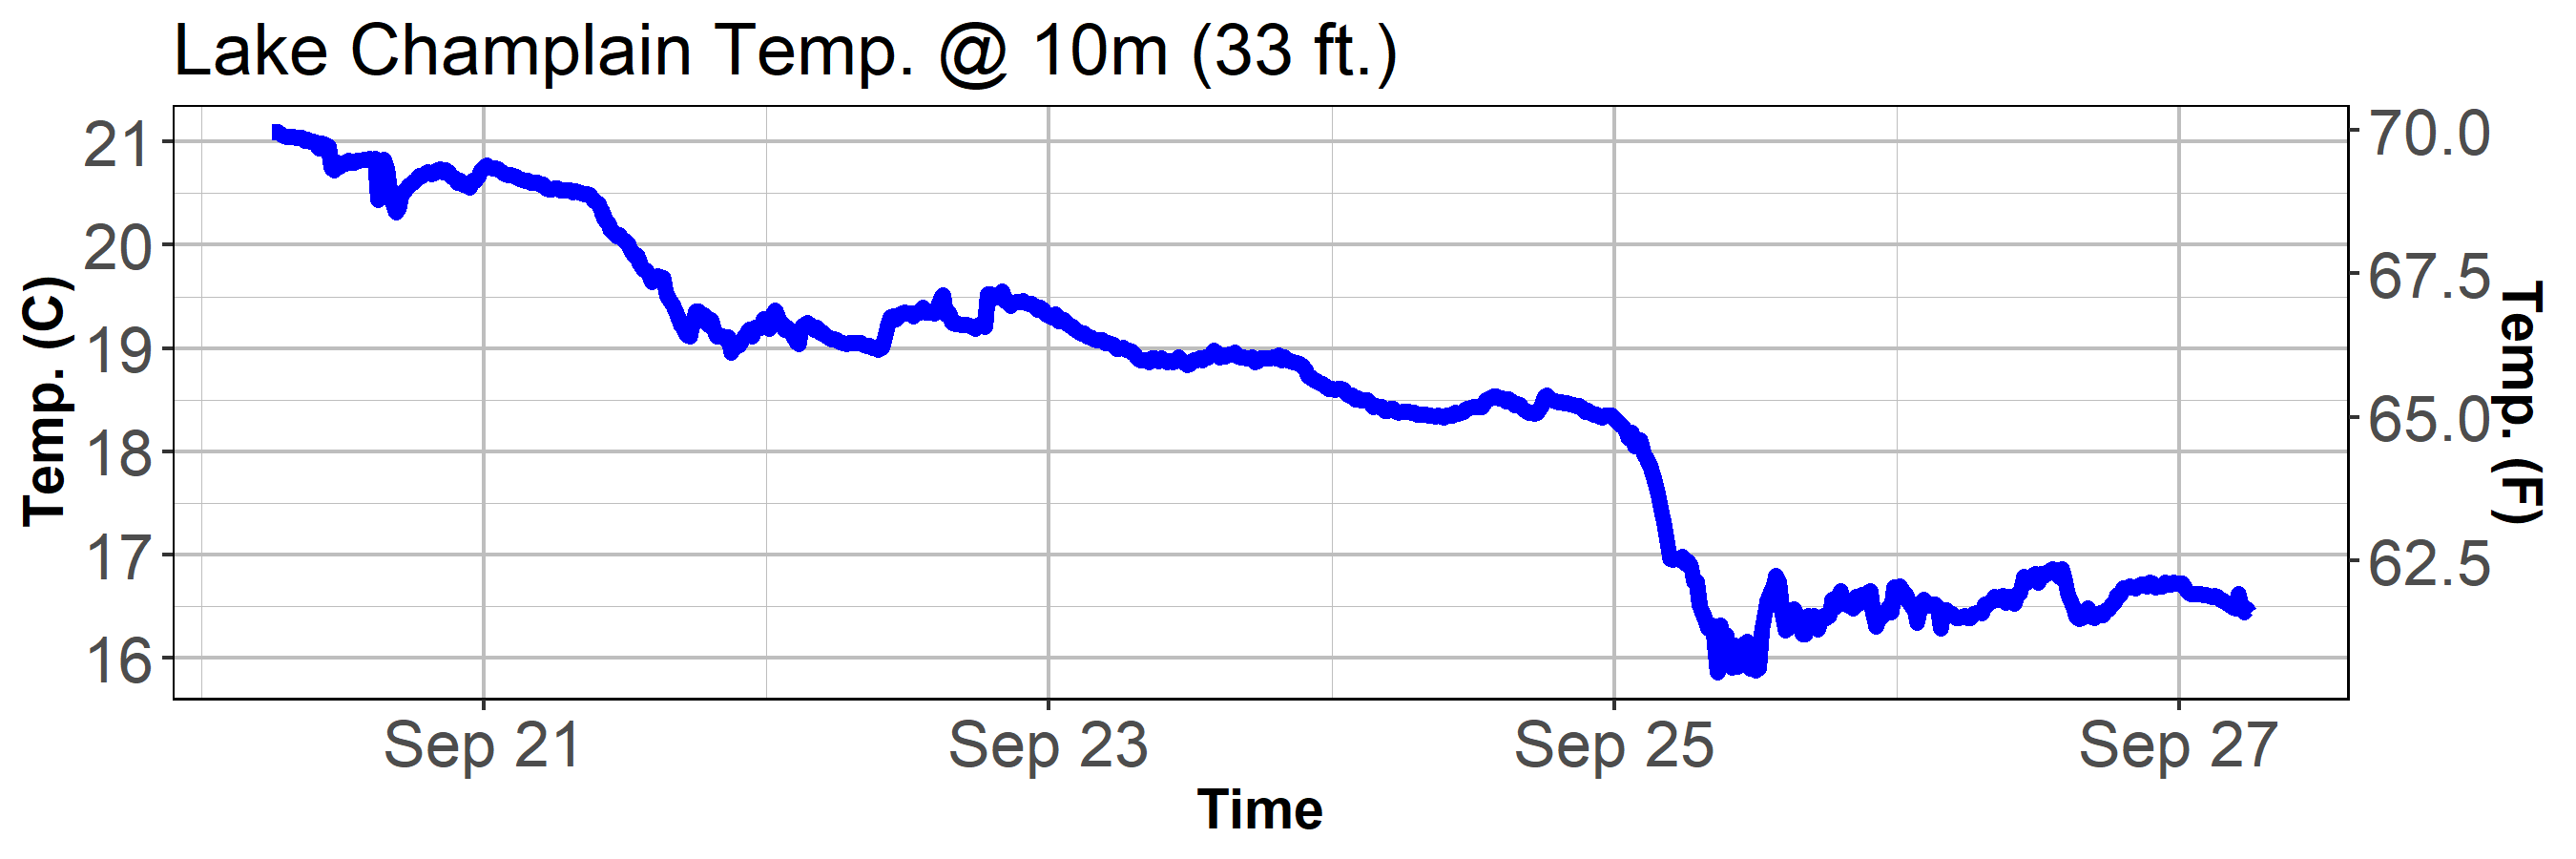 Lake Champlain Temp. @ 10m (33 ft.)
Temp. (C)
21
20
19
18
17
16
70.0
67.5
65.0
62.5
Temp. (F)
Sep 21
Sep 23
Sep 25
Sep 27
Time